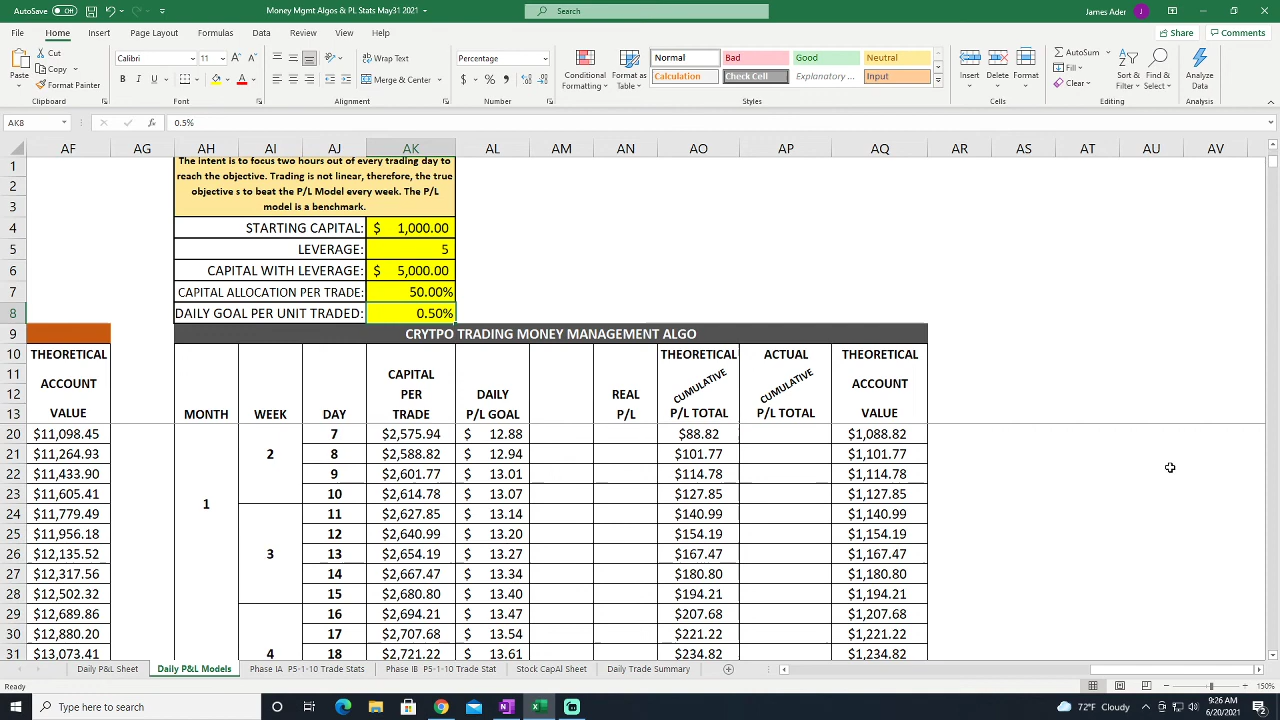 AutoSave Off Money Mgmt Algos & PL Stats May31 2021 Search James Ader J
File Home Insert Page Layout Formulas Data Review View Help Share Comments
Paste Cut Copy Format Painter Clipboard
Calibri 11 A A B I U A Font
Wrap Text Merge & Center Alignment
Percentage $ % Number
Conditional Formatting Format as Table Normal Bad Good Neutral Calculation Check Cell Explanatory ... Input Styles
Insert Delete Format Cells
AutoSum Fill Clear Sort & Filter Find & Select Editing
Analyze Data Analysis
AK8 fx 0.5%
AF AG AH AI AJ AK AL AM AN AO AP AQ AR AS AT AU AV
1 The intent is to focus two hours out of every trading day to
2 reach the objective. Trading is not linear, therefore, the true
objective s to beat the P/L Model every week. The P/L
3 model is a benchmark.
4 STARTING CAPITAL: $ 1,000.00
5 LEVERAGE: 5
6 CAPITAL WITH LEVERAGE: $ 5,000.00
7 CAPITAL ALLOCATION PER TRADE: 50.00%
8 DAILY GOAL PER UNIT TRADED: 0.50%
9 CRYTPO TRADING MONEY MANAGEMENT ALGO
10 THEORETICAL THEORETICAL ACTUAL THEORETICAL
11 ACCOUNT CAPITAL CUMULATIVE CUMULATIVE ACCOUNT
12 PER DAILY REAL
13 VALUE MONTH WEEK DAY TRADE P/L GOAL P/L P/L TOTAL P/L TOTAL VALUE
20 $11,098.45 7 $2,575.94 $ 12.88 $88.82 $1,088.82
21 $11,264.93 2 8 $2,588.82 $ 12.94 $101.77 $1,101.77
22 $11,433.90 9 $2,601.77 $ 13.01 $114.78 $1,114.78
23 $11,605.41 1 10 $2,614.78 $ 13.07 $127.85 $1,127.85
24 $11,779.49 11 $2,627.85 $ 13.14 $140.99 $1,140.99
25 $11,956.18 12 $2,640.99 $ 13.20 $154.19 $1,154.19
26 $12,135.52 3 13 $2,654.19 $ 13.27 $167.47 $1,167.47
27 $12,317.56 14 $2,667.47 $ 13.34 $180.80 $1,180.80
28 $12,502.32 15 $2,680.80 $ 13.40 $194.21 $1,194.21
29 $12,689.86 16 $2,694.21 $ 13.47 $207.68 $1,207.68
30 $12,880.20 17 $2,707.68 $ 13.54 $221.22 $1,221.22
31 $13,073.41 4 18 $2,721.22 $ 13.61 $234.82 $1,234.82
Daily P&L Sheet Daily P&L Models Phase IA P5-1-10 Trade Stats Phase IB P5-1-10 Trade Stat Stock CapAl Sheet Daily Trade Summary
Ready 150%
Type here to search 72°F Cloudy 9:26 AM
6/20/2021